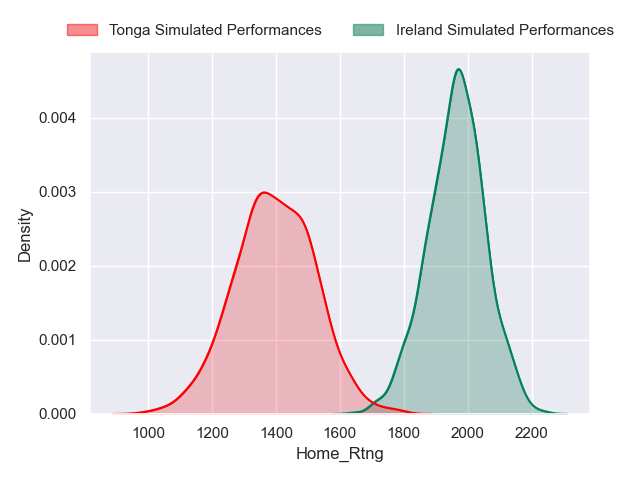 Tonga Simulated Performances Ireland Simulated Performances
0.004
0.003
0.002
0.001
0.000
Density
1000 1200 1400 1600 1800 2000 2200
Home_Rtng